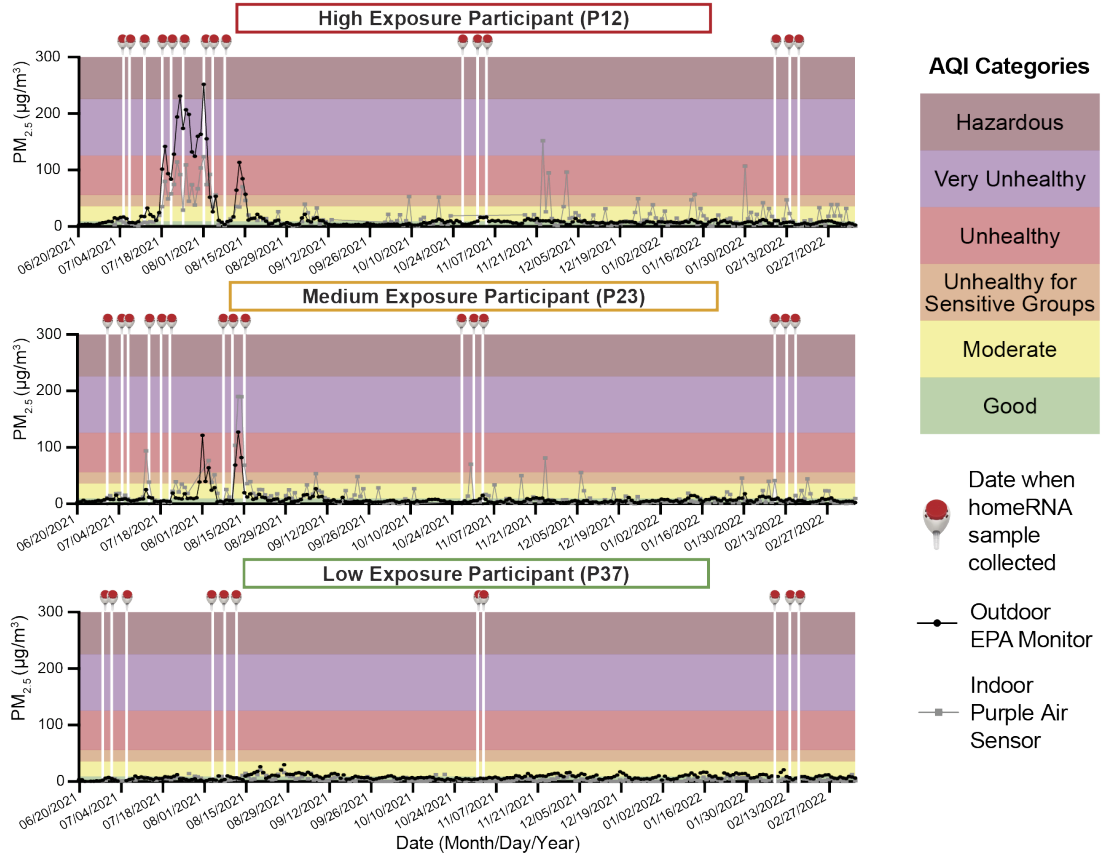 High Exposure Participant (P12)
PM2.5 (µg/m³)
300
200
100
0
06/20/2021
07/04/2021
07/18/2021
08/01/2021
08/15/2021
08/29/2021
09/12/2021
09/26/2021
10/10/2021
10/24/2021
11/07/2021
11/21/2021
12/05/2021
12/19/2021
01/02/2022
01/16/2022
01/30/2022
02/13/2022
02/27/2022
Medium Exposure Participant (P23)
PM2.5 (µg/m³)
300
200
100
0
06/20/2021
07/04/2021
07/18/2021
08/01/2021
08/15/2021
08/29/2021
09/12/2021
09/26/2021
10/10/2021
10/24/2021
11/07/2021
11/21/2021
12/05/2021
12/19/2021
01/02/2022
01/16/2022
01/30/2022
02/13/2022
02/27/2022
Low Exposure Participant (P37)
PM2.5 (µg/m³)
300
200
100
0
06/20/2021
07/04/2021
07/18/2021
08/01/2021
08/15/2021
08/29/2021
09/12/2021
09/26/2021
10/10/2021
10/24/2021
11/07/2021
11/21/2021
12/05/2021
12/19/2021
01/02/2022
01/16/2022
01/30/2022
02/13/2022
02/27/2022
Date (Month/Day/Year)
AQI Categories
Hazardous
Very Unhealthy
Unhealthy
Unhealthy for
Sensitive Groups
Moderate
Good
Date when
homeRNA
sample
collected
Outdoor
EPA Monitor
Indoor
Purple Air
Sensor